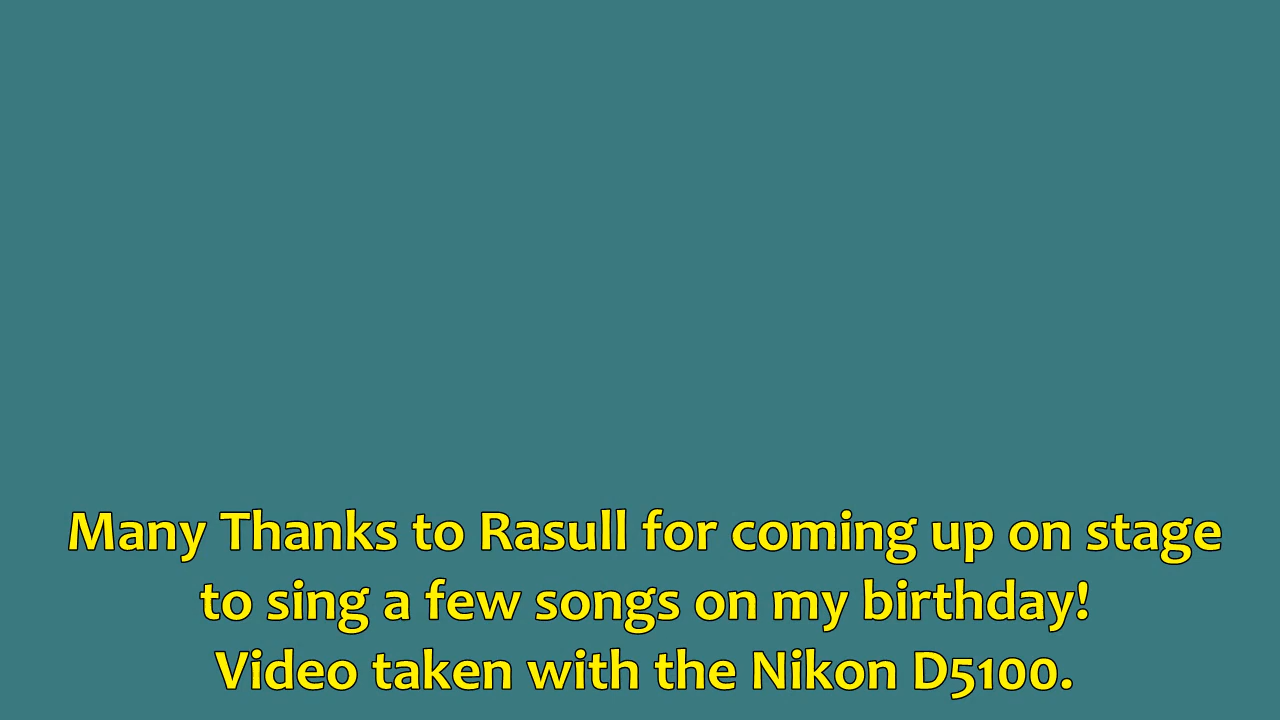 Many Thanks to Rasull for coming up on stage
to sing a few songs on my birthday!
Video taken with the Nikon D5100.